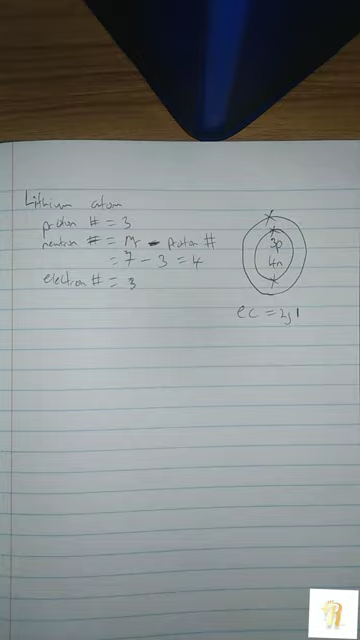 Lithium atom
proton # = 3
neutron # = Mr - proton #
= 7 - 3 = 4
electron # = 3
3p
4n
ec = 2,1